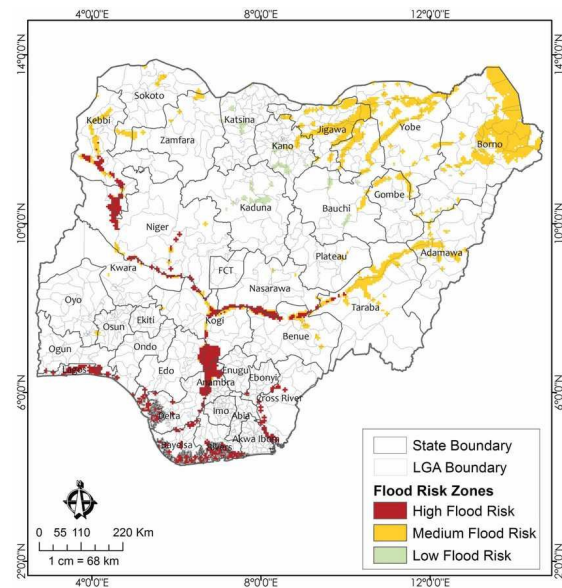 4°0'0"E 8°0'0"E 12°0'0"E
14°0'0"N 14°0'0"N
Sokoto
Katsina
Kebbi
Zamfara
Kano
Jigawa
Yobe
Borno
Kaduna
Bauchi
Gombe
10°0'0"N 10°0'0"N
Niger
Adamawa
Kwara
FCT
Plateau
Nasarawa
Taraba
Oyo
Kogi
Benue
Osun
Ekiti
Ogun
Ondo
Lagos
Edo
Enugu
Anambra
Ebonyi
6°0'0"N 6°0'0"N
Cross River
Delta
Imo
Abia
Bayelsa
Rivers
Akwa Ibom
State Boundary
LGA Boundary
Flood Risk Zones
High Flood Risk
Medium Flood Risk
Low Flood Risk
0 55 110 220 Km
1 cm = 68 km
2°0'0"N 2°0'0"N
4°0'0"E 8°0'0"E 12°0'0"E